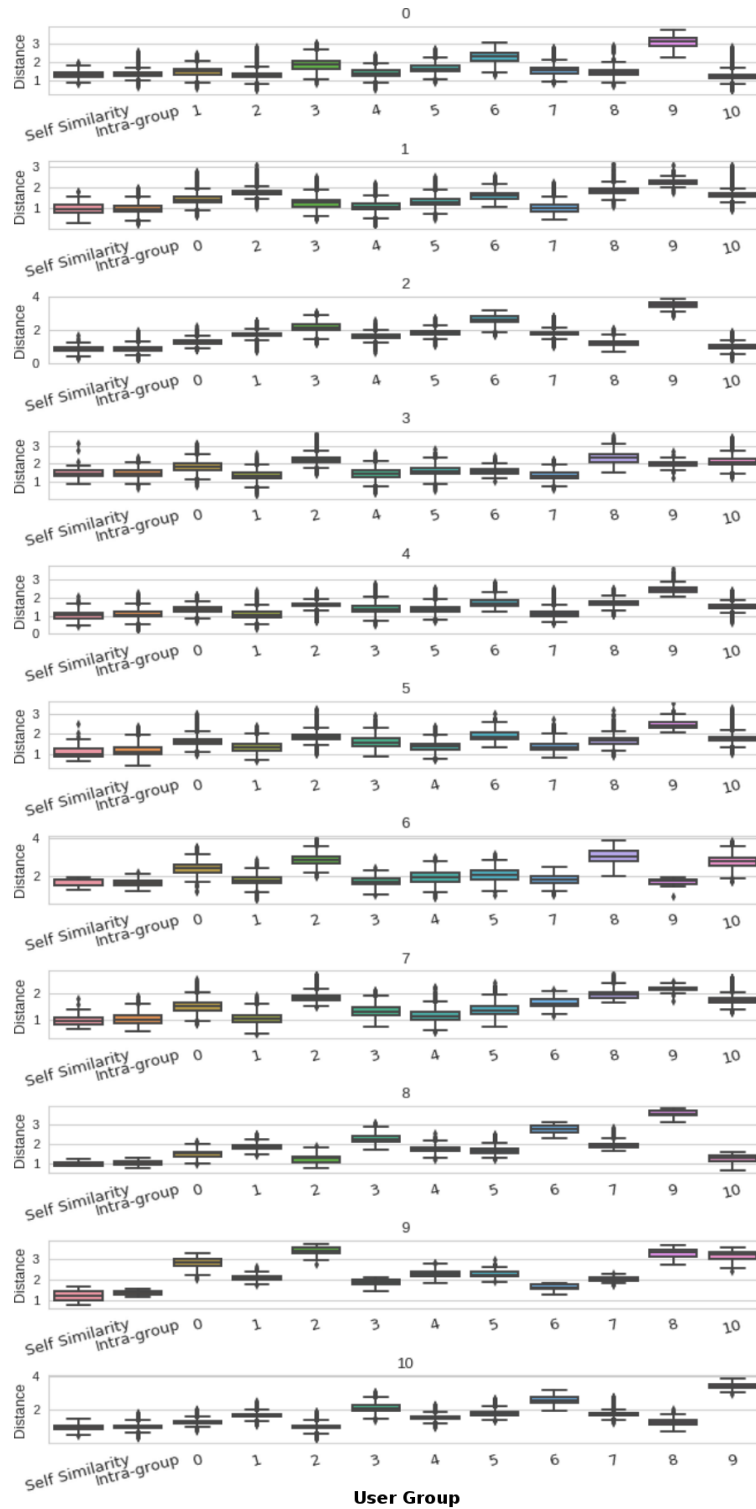 0
Distance
3
2
1
Self Similarity Intra-group 1 2 3 4 5 6 7 8 9 10
1
Distance
3
2
1
Self Similarity Intra-group 0 2 3 4 5 6 7 8 9 10
2
Distance
4
2
0
Self Similarity Intra-group 0 1 3 4 5 6 7 8 9 10
3
Distance
3
2
1
Self Similarity Intra-group 0 1 2 4 5 6 7 8 9 10
4
Distance
3
2
1
0
Self Similarity Intra-group 0 1 2 3 5 6 7 8 9 10
5
Distance
3
2
1
Self Similarity Intra-group 0 1 2 3 4 6 7 8 9 10
6
Distance
4
2
Self Similarity Intra-group 0 1 2 3 4 5 7 8 9 10
7
Distance
2
1
Self Similarity Intra-group 0 1 2 3 4 5 6 8 9 10
8
Distance
3
2
1
Self Similarity Intra-group 0 1 2 3 4 5 6 7 9 10
9
Distance
3
2
1
Self Similarity Intra-group 0 1 2 3 4 5 6 7 8 10
10
Distance
4
2
Self Similarity Intra-group 0 1 2 3 4 5 6 7 8 9
User Group